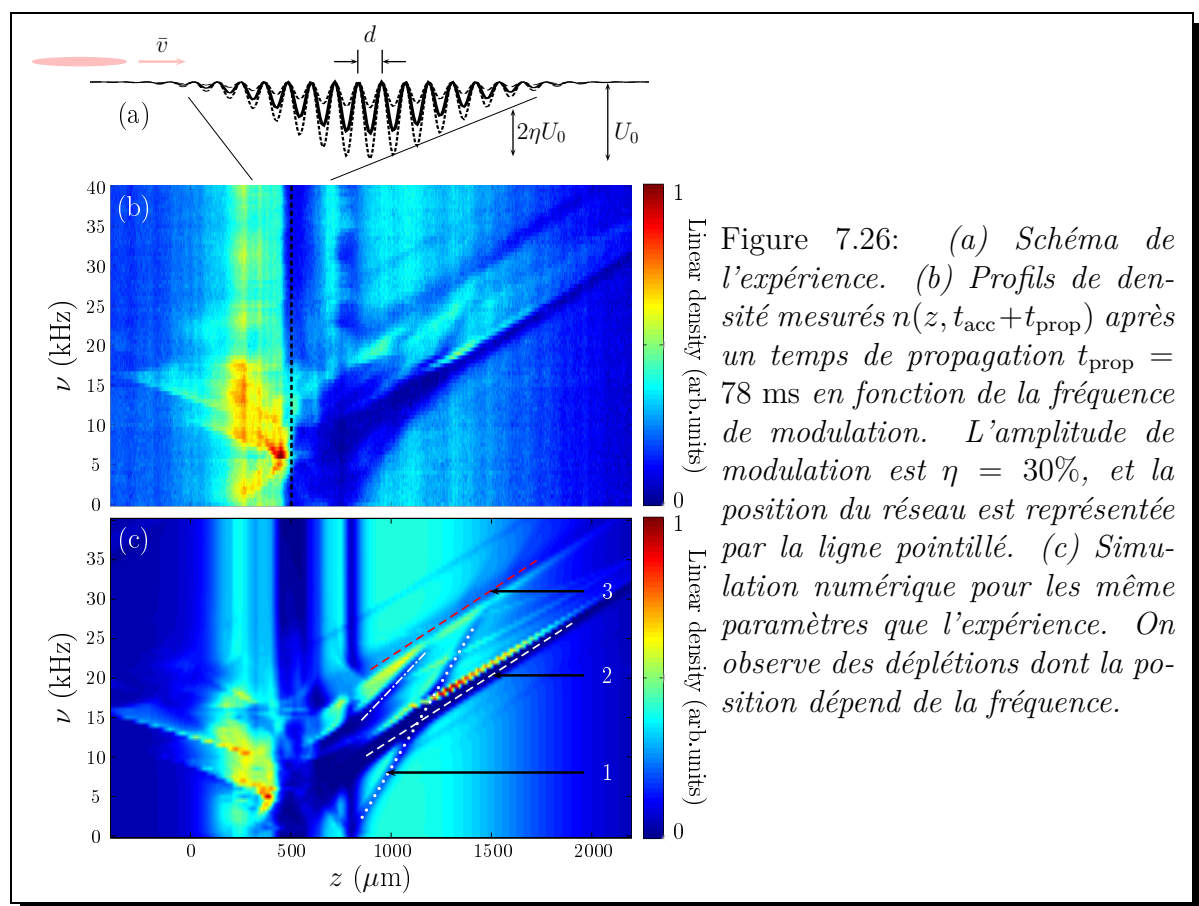 v̄
d
(a)
2ηU₀
U₀
(b)
40
35
30
25
20
15
10
5
0
ν (kHz)
1
0
Linear density (arb.units)
(c)
35
30
25
20
15
10
5
0
ν (kHz)
3
2
1
1
0
Linear density (arb.units)
0
500
1000
1500
2000
z (μm)
Figure 7.26: (a) Schéma de
l'expérience. (b) Profils de den-
sité mesurés n(z, t_acc+t_prop) après
un temps de propagation t_prop =
78 ms en fonction de la fréquence
de modulation. L'amplitude de
modulation est η = 30%, et la
position du réseau est représentée
par la ligne pointillé. (c) Simu-
lation numérique pour les même
paramètres que l'expérience. On
observe des déplétions dont la po-
sition dépend de la fréquence.